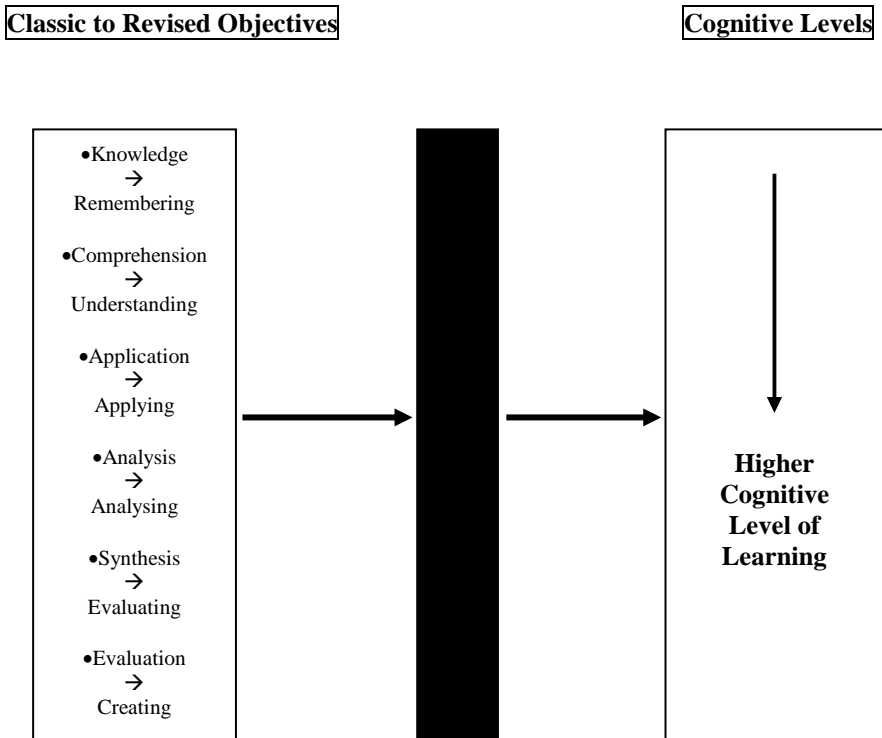 Classic to Revised Objectives
Cognitive Levels
•Knowledge
→
Remembering
•Comprehension
→
Understanding
•Application
→
Applying
•Analysis
→
Analysing
•Synthesis
→
Evaluating
•Evaluation
→
Creating
Higher
Cognitive
Level of
Learning